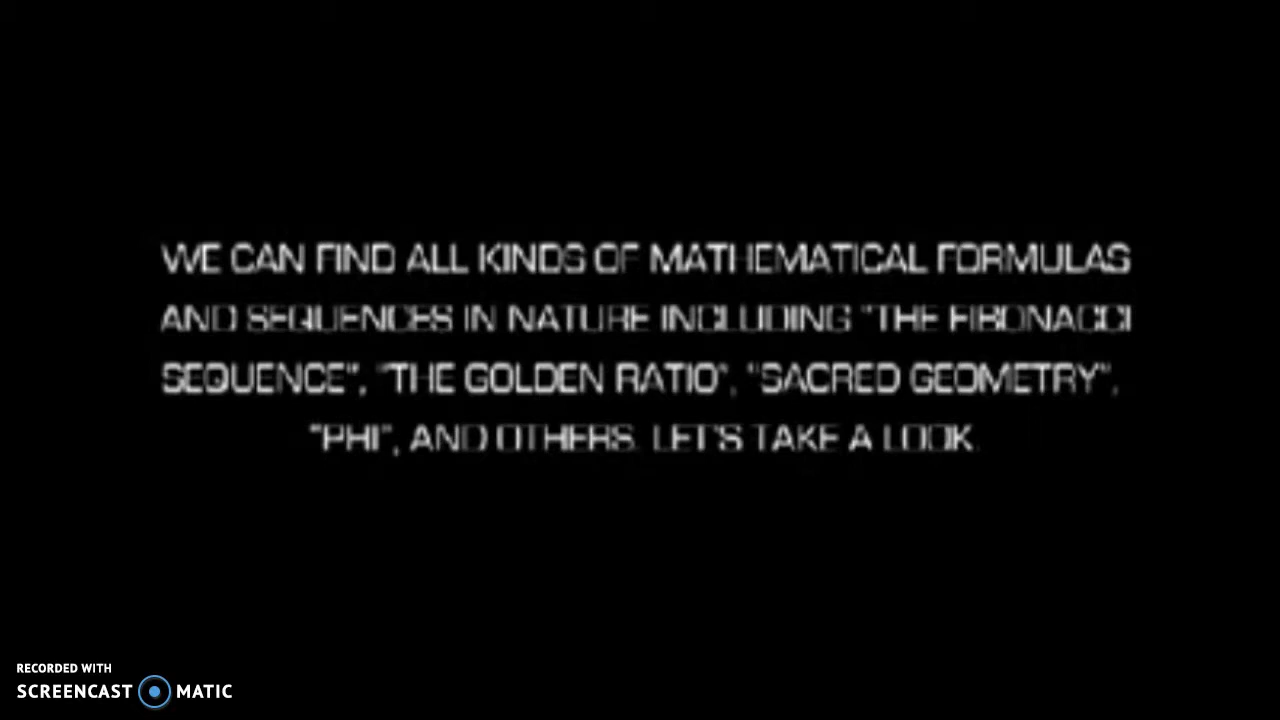 WE CAN FIND ALL KINDS OF MATHEMATICAL FORMULAS
AND SEQUENCES IN NATURE INCLUDING "THE FIBONACCI
SEQUENCE", "THE GOLDEN RATIO", "SACRED GEOMETRY",
"PHI", AND OTHERS. LET'S TAKE A LOOK.
RECORDED WITH
SCREENCAST MATIC